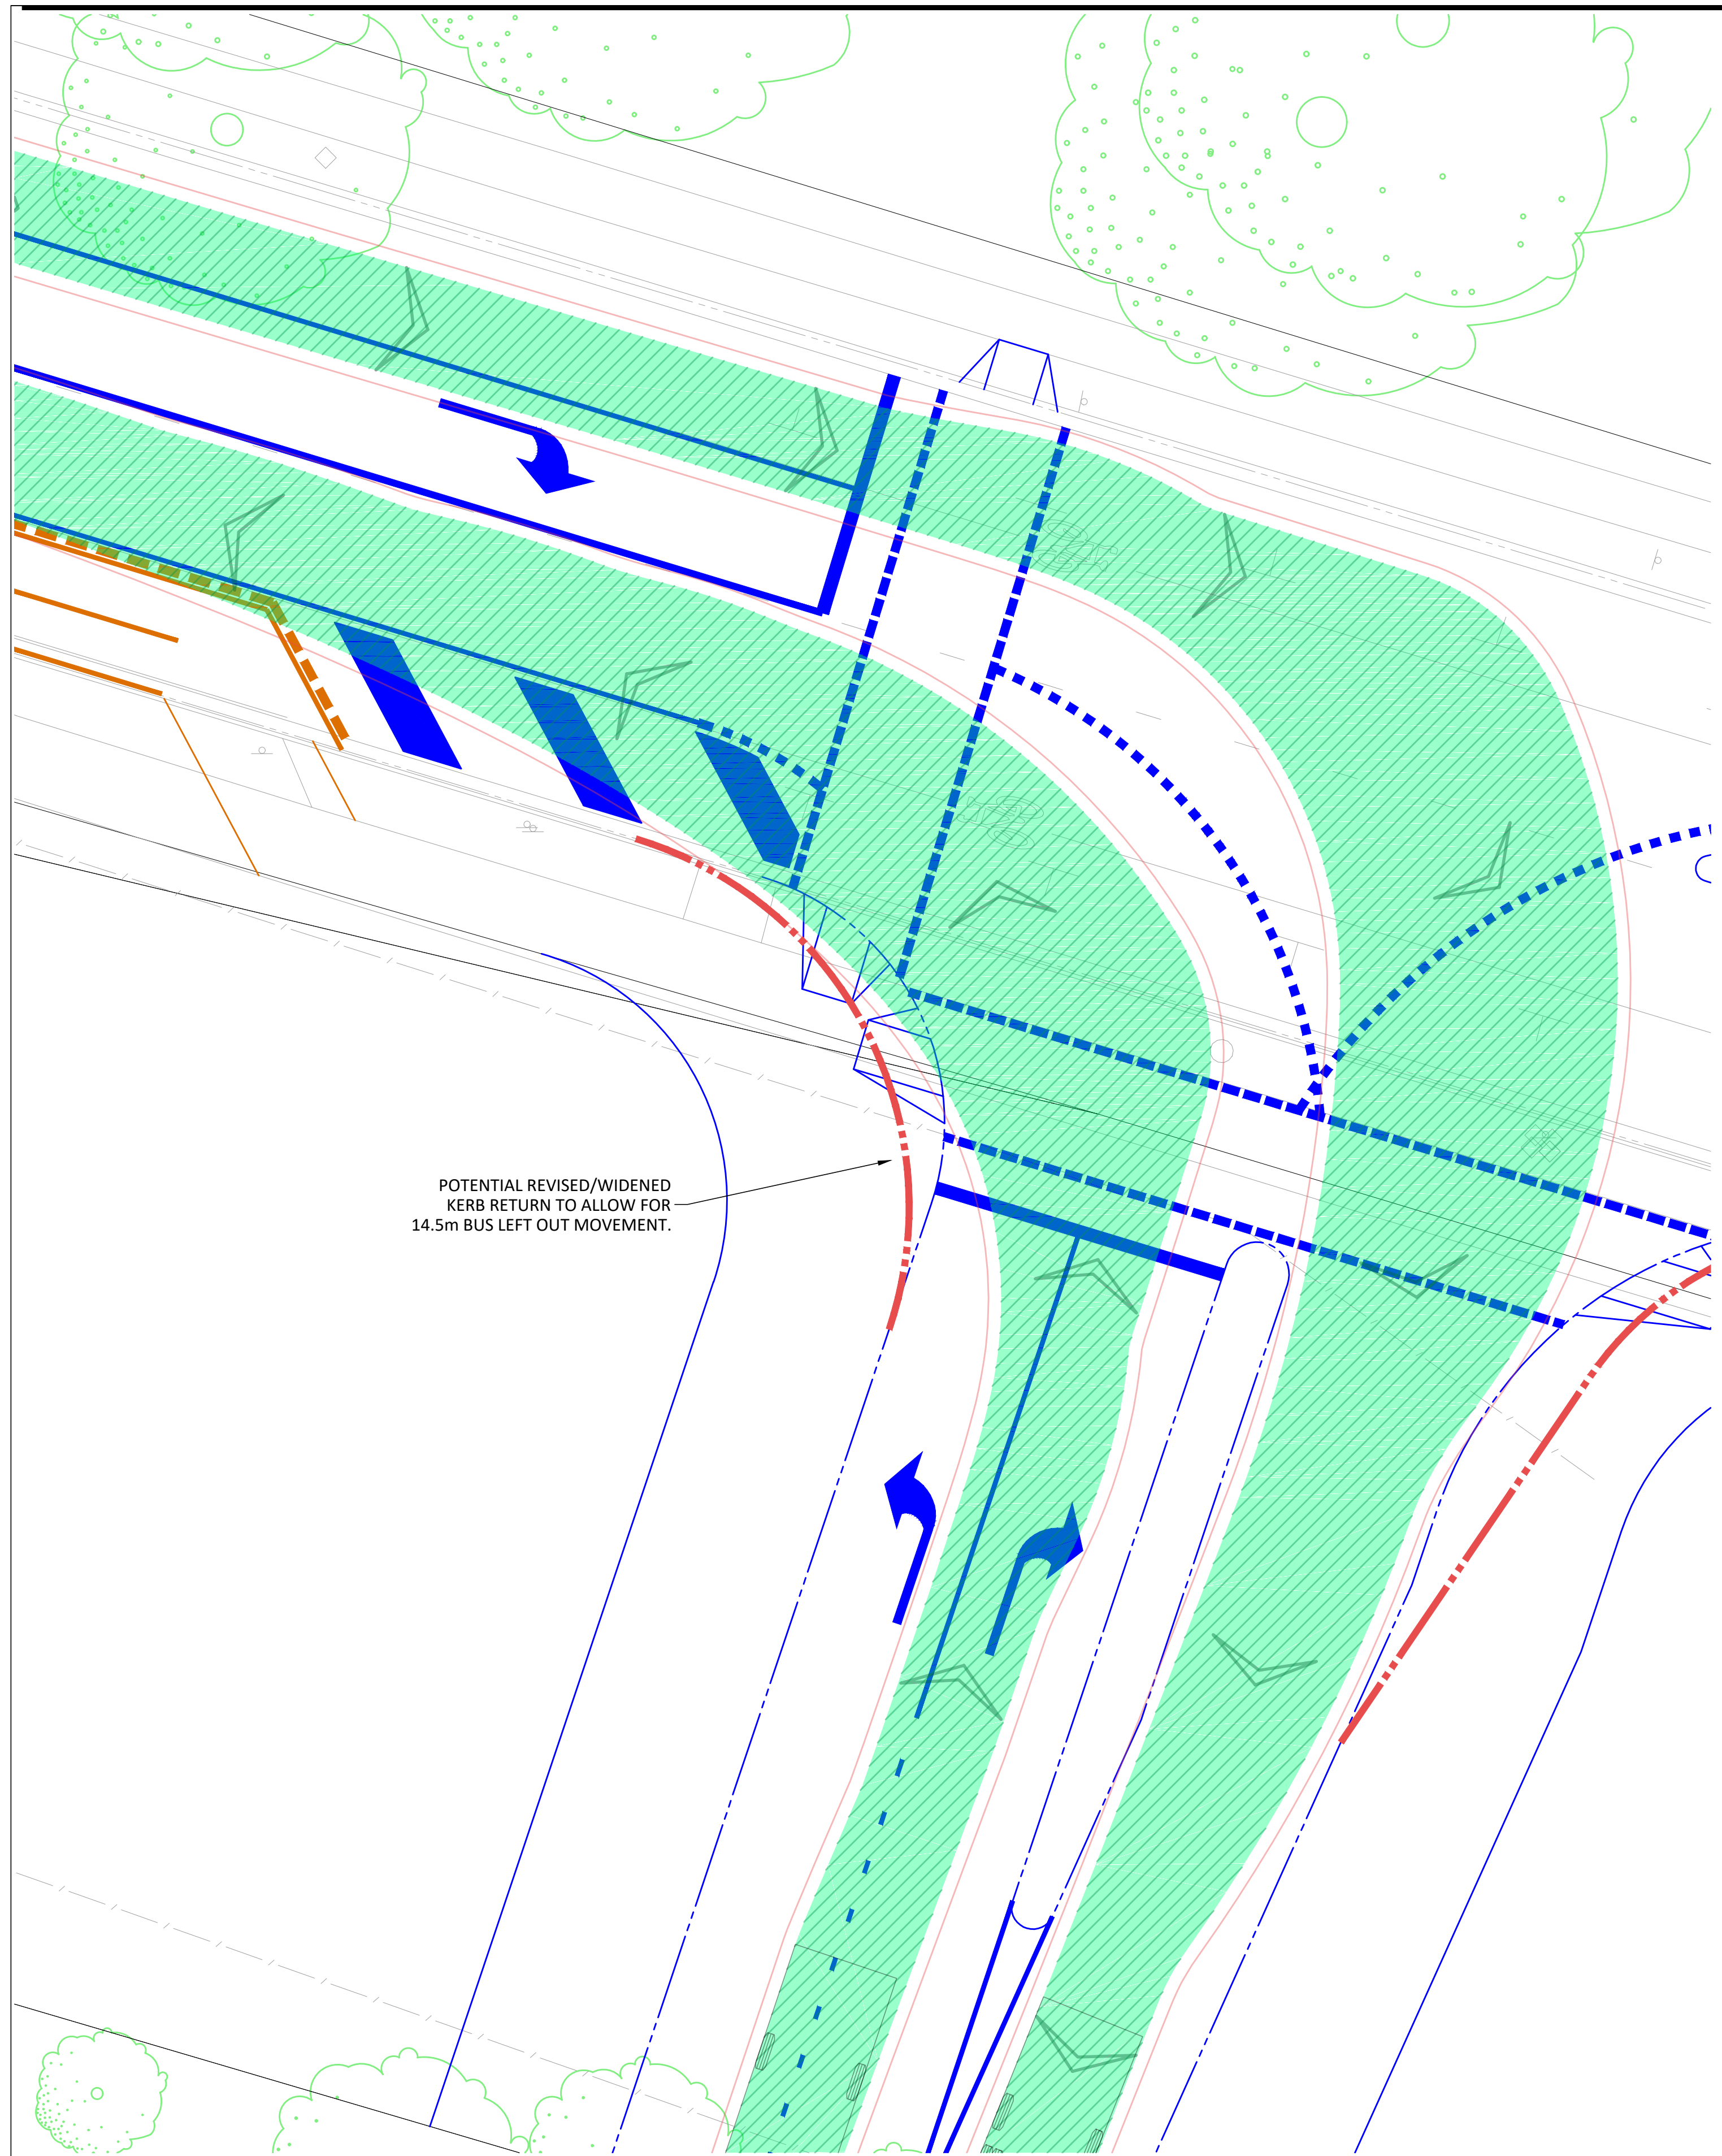 POTENTIAL REVISED/WIDENED
KERB RETURN TO ALLOW FOR
14.5m BUS LEFT OUT MOVEMENT.